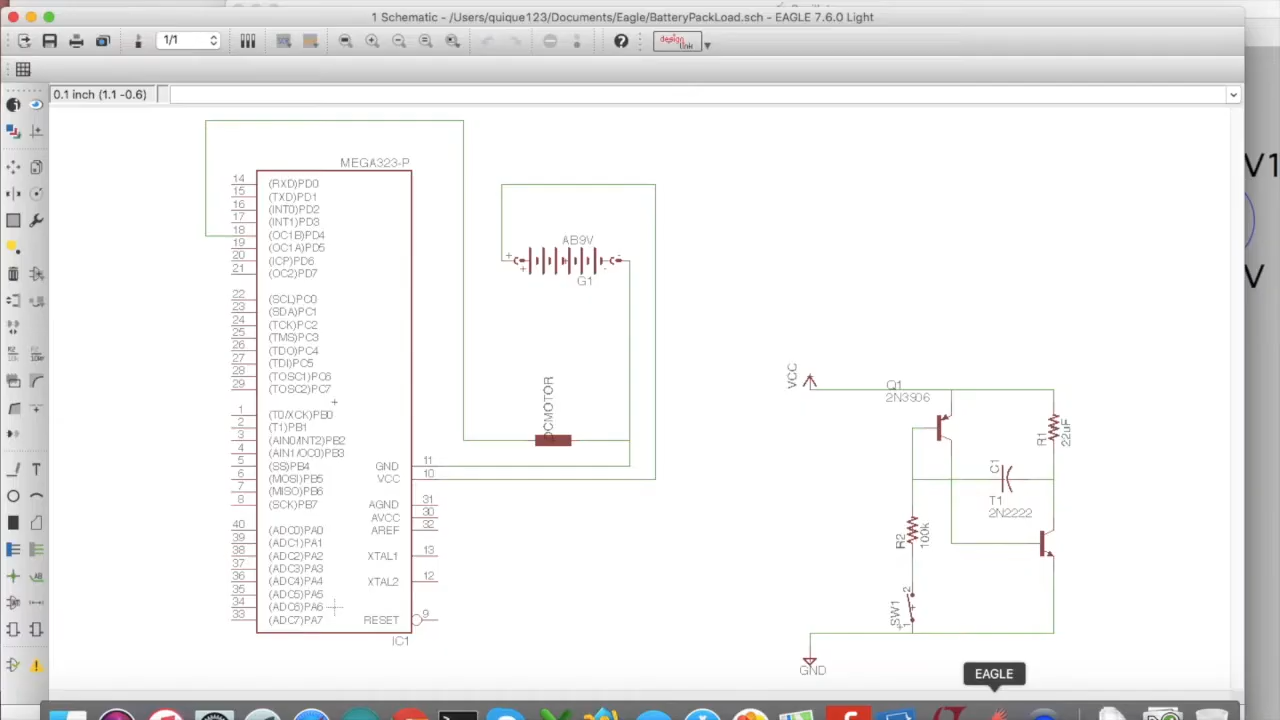 1 Schematic - /Users/quique123/Documents/Eagle/BatteryPackLoad.sch - EAGLE 7.6.0 Light
1/1
design link
0.1 inch (1.1 -0.6)
MEGA323-P
14 (RXD)PD0
15 (TXD)PD1
16 (INT0)PD2
17 (INT1)PD3
18 (OC1B)PD4
19 (OC1A)PD5
20 (ICP)PD6
21 (OC2)PD7
22 (SCL)PC0
23 (SDA)PC1
24 (TCK)PC2
25 (TMS)PC3
26 (TDO)PC4
27 (TDI)PC5
28 (TOSC1)PC6
29 (TOSC2)PC7
1 (T0/XCK)PB0
2 (T1)PB1
3 (AIN0/INT2)PB2
4 (AIN1/OC0)PB3
5 (SS)PB4
6 (MOSI)PB5
7 (MISO)PB6
8 (SCK)PB7
40 (ADC0)PA0
39 (ADC1)PA1
38 (ADC2)PA2
37 (ADC3)PA3
36 (ADC4)PA4
35 (ADC5)PA5
34 (ADC6)PA6
33 (ADC7)PA7
GND 11
VCC 10
AGND 31
AVCC 30
AREF 32
XTAL1 13
XTAL2 12
RESET 9
IC1
AB9V
G1
DCMOTOR
VCC
Q1
2N3906
R1
22uF
C1
T1
2N2222
R2
100k
SW1
2
1
GND
V1
V
EAGLE